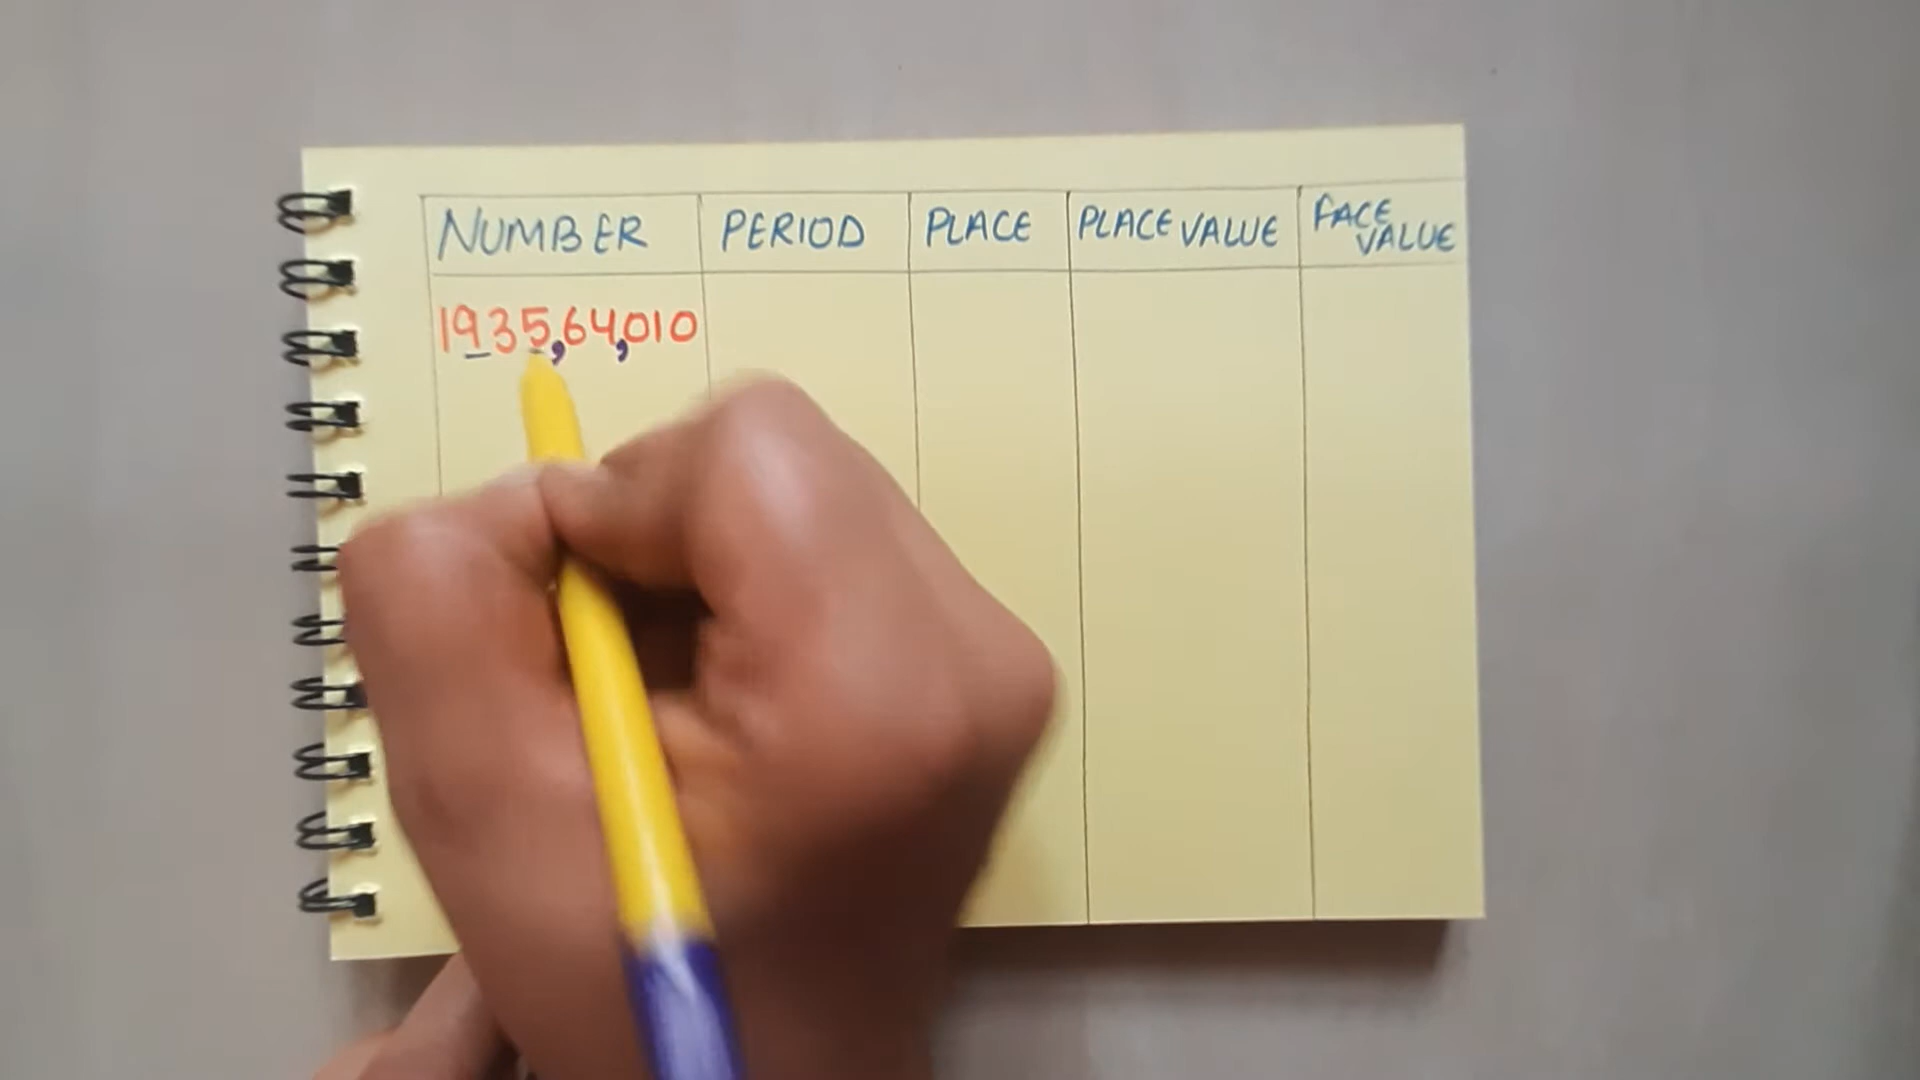 NUMBER PERIOD PLACE PLACE VALUE FACE VALUE
1935,64,010